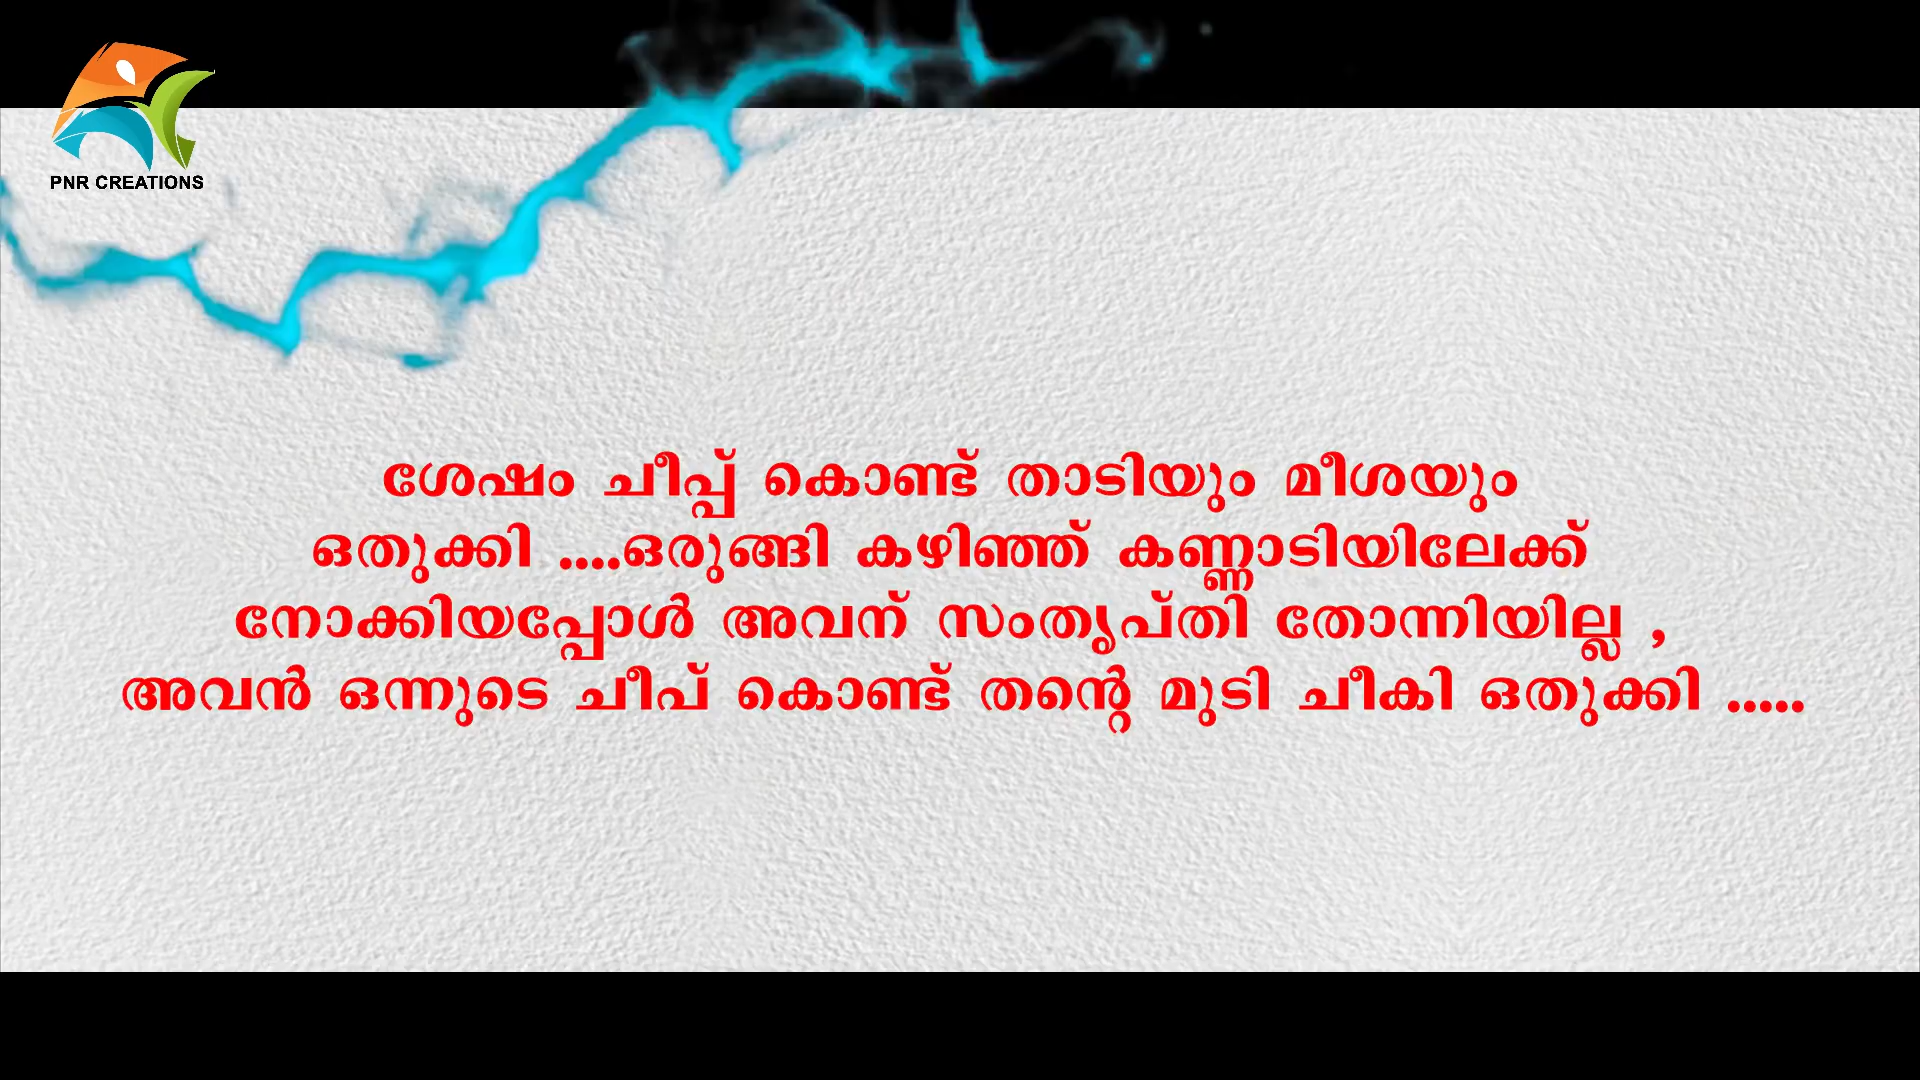 PNR CREATIONS
ശേഷം ചീപ്പ് കൊണ്ട് താടിയും മീശയും
ഒതുക്കി ....ഒരുങ്ങി കഴിഞ്ഞ് കണ്ണാടിയിലേക്ക്
നോക്കിയപ്പോൾ അവന് സംതൃപ്തി തോന്നിയില്ല ,
അവൻ ഒന്നുടെ ചീപ് കൊണ്ട് തന്റെ മുടി ചീകി ഒതുക്കി .....